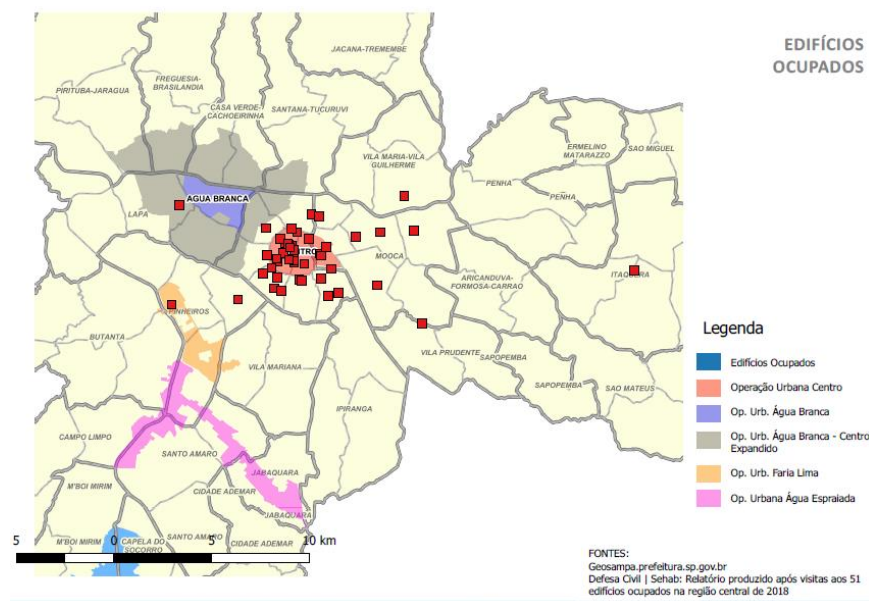 EDIFÍCIOS
OCUPADOS
JACANA-TREMEMBE
FREGUESIA-
BRASILANDIA
PIRITUBA-JARAGUA
CASA VERDE-
CACHOEIRINHA
SANTANA-TUCURUVI
ERMELINO
MATARAZZO
SAO MIGUEL
VILA MARIA-VILA
GUILHERME
PENHA
PENHA
AGUA BRANCA
LAPA
MOOCA
ARICANDUVA-
FORMOSA-CARRAO
ITAQUERA
PINHEIROS
BUTANTA
VILA MARIANA
VILA PRUDENTE
SAPOPEMBA
SAPOPEMBA
SAO MATEUS
IPIRANGA
CAMPO LIMPO
SANTO AMARO
JABAQUARA
M'BOI MIRIM
CIDADE ADEMAR
JABAQUARA
M'BOI MIRIM
CAPELA DO
SOCORRO
SANTO AMARO
CIDADE ADEMAR
5 0 5 10 km
Legenda
Edifícios Ocupados
Operação Urbana Centro
Op. Urb. Água Branca
Op. Urb. Água Branca - Centro
Expandido
Op. Urb. Faria Lima
Op. Urbana Água Espraiada
FONTES:
Geosampa.prefeitura.sp.gov.br
Defesa Civil | Sehab: Relatório produzido após visitas aos 51
edifícios ocupados na região central de 2018